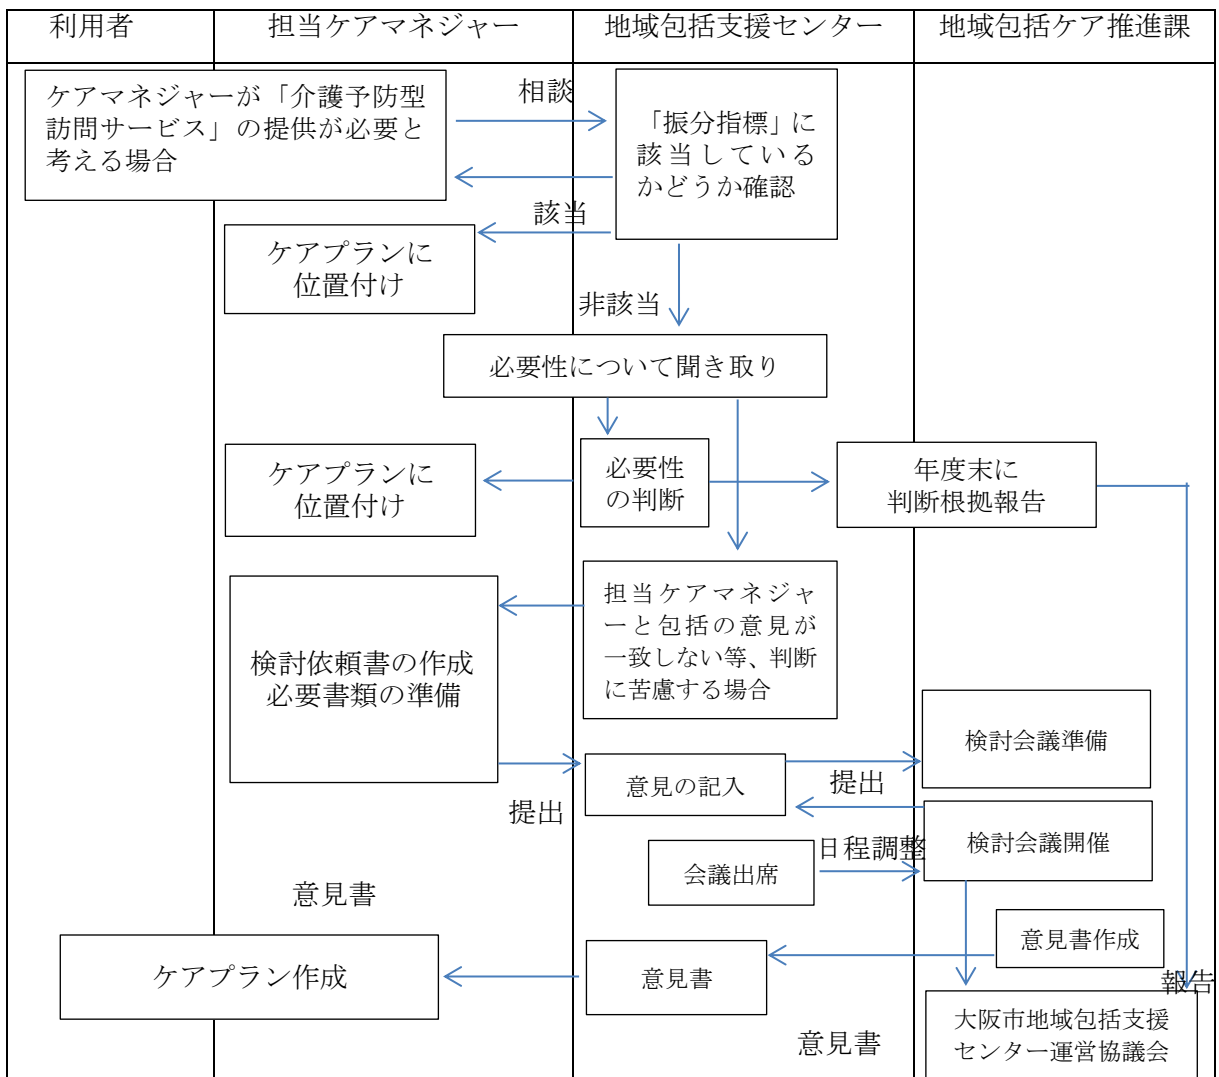 利用者
担当ケアマネジャー
地域包括支援センター
地域包括ケア推進課
ケアマネジャーが「介護予防型
訪問サービス」の提供が必要と
考える場合
相談
「振分指標」に
該当している
かどうか確認
該当
ケアプランに
位置付け
非該当
必要性について聞き取り
ケアプランに
位置付け
必要性
の判断
年度末に
判断根拠報告
担当ケアマネジャ
ーと包括の意見が
一致しない等、判断
に苦慮する場合
検討依頼書の作成
必要書類の準備
検討会議準備
意見の記入
提出
提出
検討会議開催
日程調整
会議出席
意見書
意見書作成
ケアプラン作成
意見書
報告
大阪市地域包括支援
センター運営協議会
意見書